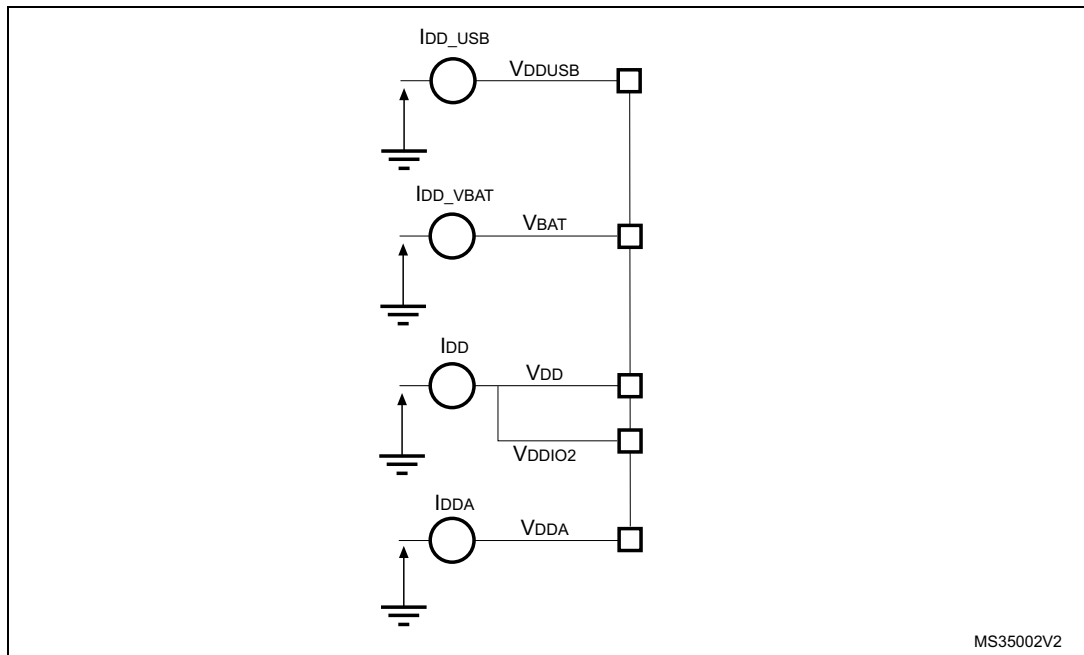 IDD_USB
VDDUSB
IDD_VBAT
VBAT
IDD
VDD
VDDIO2
IDDA
VDDA
MS35002V2